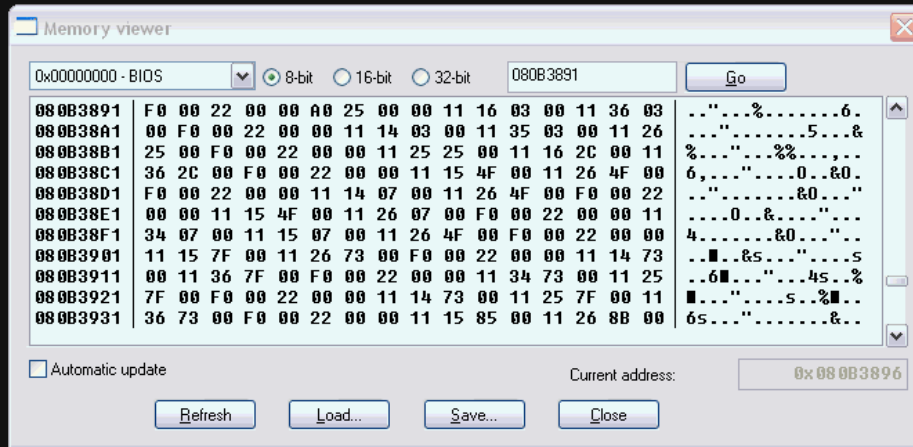 Memory viewer
0x00000000 - BIOS 8-bit 16-bit 32-bit 080B3891 Go
080B3891 F0 00 22 00 00 A0 25 00 00 11 16 03 00 11 36 03 .."...%.......6.
080B38A1 00 F0 00 22 00 00 11 14 03 00 11 35 03 00 11 26 ...".......5...&
080B38B1 25 00 F0 00 22 00 00 11 25 25 00 11 16 2C 00 11 %..."...%%...,..
080B38C1 36 2C 00 F0 00 22 00 00 11 15 4F 00 11 26 4F 00 6,..."....O..&O.
080B38D1 F0 00 22 00 00 11 14 07 00 11 26 4F 00 F0 00 22 ..".......&O..."
080B38E1 00 00 11 15 4F 00 11 26 07 00 F0 00 22 00 00 11 ....O..&...."...
080B38F1 34 07 00 11 15 07 00 11 26 4F 00 F0 00 22 00 00 4.......&O..."..
080B3901 11 15 7F 00 11 26 73 00 F0 00 22 00 00 11 14 73 ..■..&s..."....s
080B3911 00 11 36 7F 00 F0 00 22 00 00 11 34 73 00 11 25 ..6■..."...4s..%
080B3921 7F 00 F0 00 22 00 00 11 14 73 00 11 25 7F 00 11 ■..."....s..%■..
080B3931 36 73 00 F0 00 22 00 00 11 15 85 00 11 26 8B 00 6s...".......&..
Automatic update Current address: 0x080B3896
Refresh Load... Save... Close